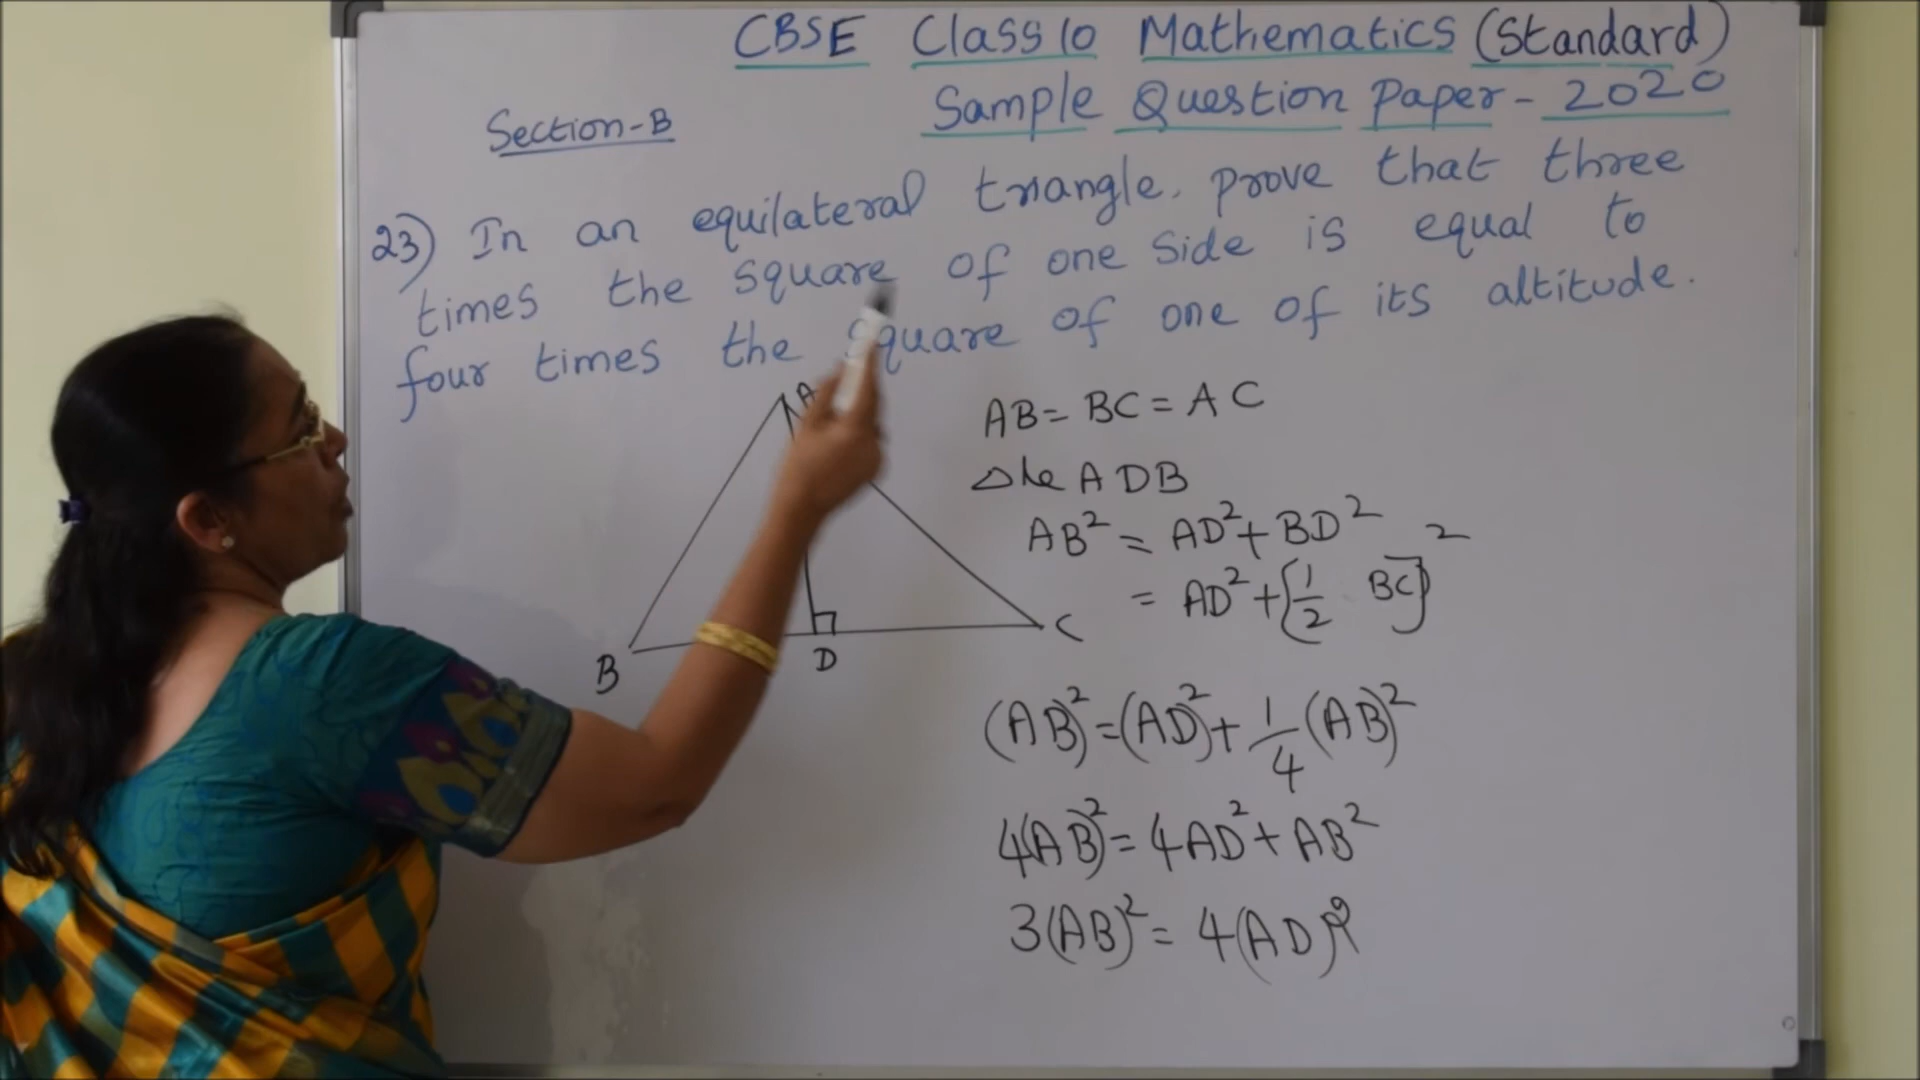 CBSE Class 10 Mathematics (Standard)
Sample Question Paper - 2020
Section-B
23) In an equilateral triangle, prove that three
times the square of one side is equal to
four times the square of one of its altitude.
A
B
D
C
AB = BC = AC
△le ADB
AB² = AD² + BD²
= AD² + [1/2 BC]²
(AB)² = (AD)² + 1/4 (AB)²
4(AB)² = 4AD² + AB²
3(AB)² = 4(AD)²